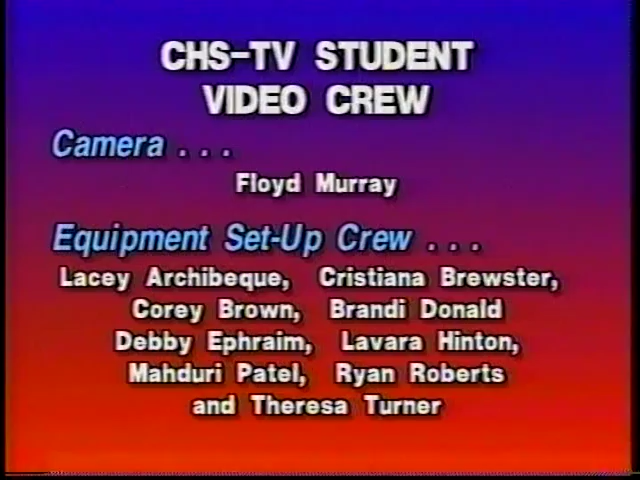 CHS-TV STUDENT
VIDEO CREW
Camera . . .
Floyd Murray
Equipment Set-Up Crew . . .
Lacey Archibeque, Cristiana Brewster,
Corey Brown, Brandi Donald
Debby Ephraim, Lavara Hinton,
Mahduri Patel, Ryan Roberts
and Theresa Turner